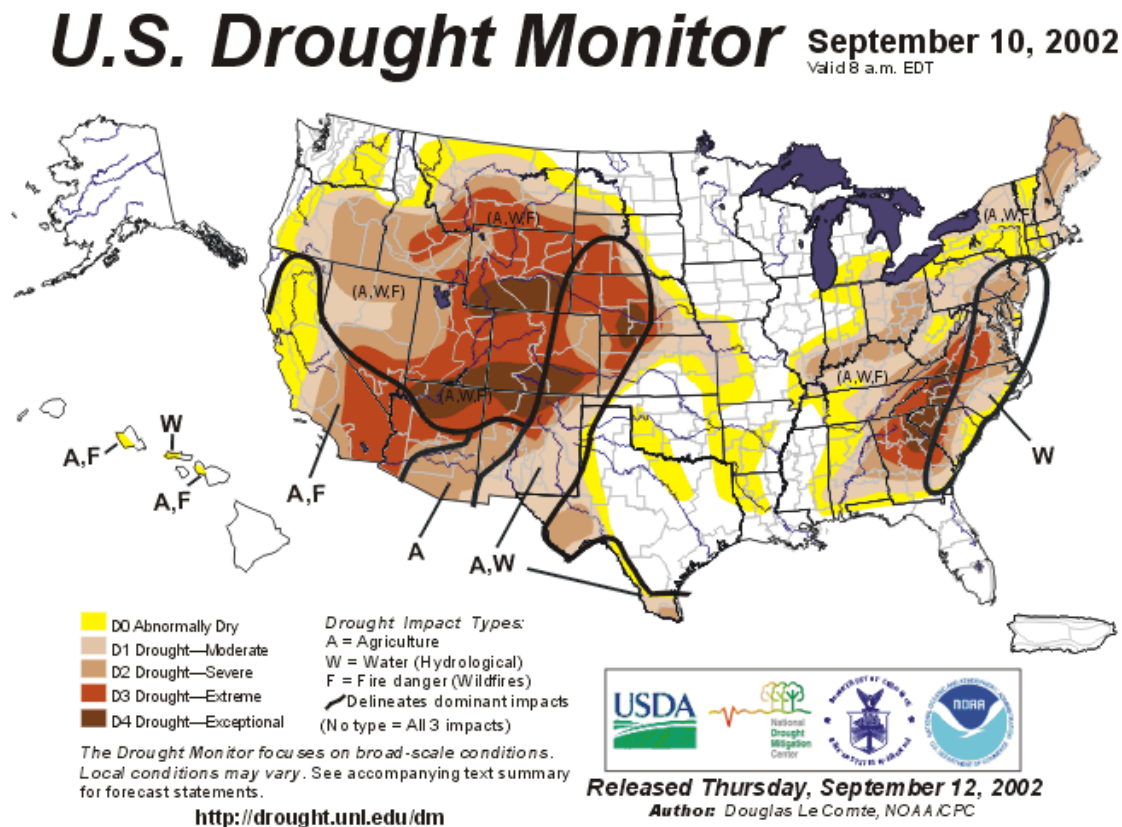 U.S. Drought Monitor
September 10, 2002
Valid 8 a.m. EDT
(A,W,F)
(A,W,F)
(A,W,F)
(A,W,F)
(A,W,F)
W
A,F
A,F
A,F
A
A,W
W
D0 Abnormally Dry
D1 Drought—Moderate
D2 Drought—Severe
D3 Drought—Extreme
D4 Drought—Exceptional
Drought Impact Types:
A = Agriculture
W = Water (Hydrological)
F = Fire danger (Wildfires)
Delineates dominant impacts
(No type = All 3 impacts)
The Drought Monitor focuses on broad-scale conditions.
Local conditions may vary. See accompanying text summary
for forecast statements.
http://drought.unl.edu/dm
USDA
National
Drought
Mitigation
Center
NOAA
Released Thursday, September 12, 2002
Author: Douglas Le Comte, NOAA/CPC